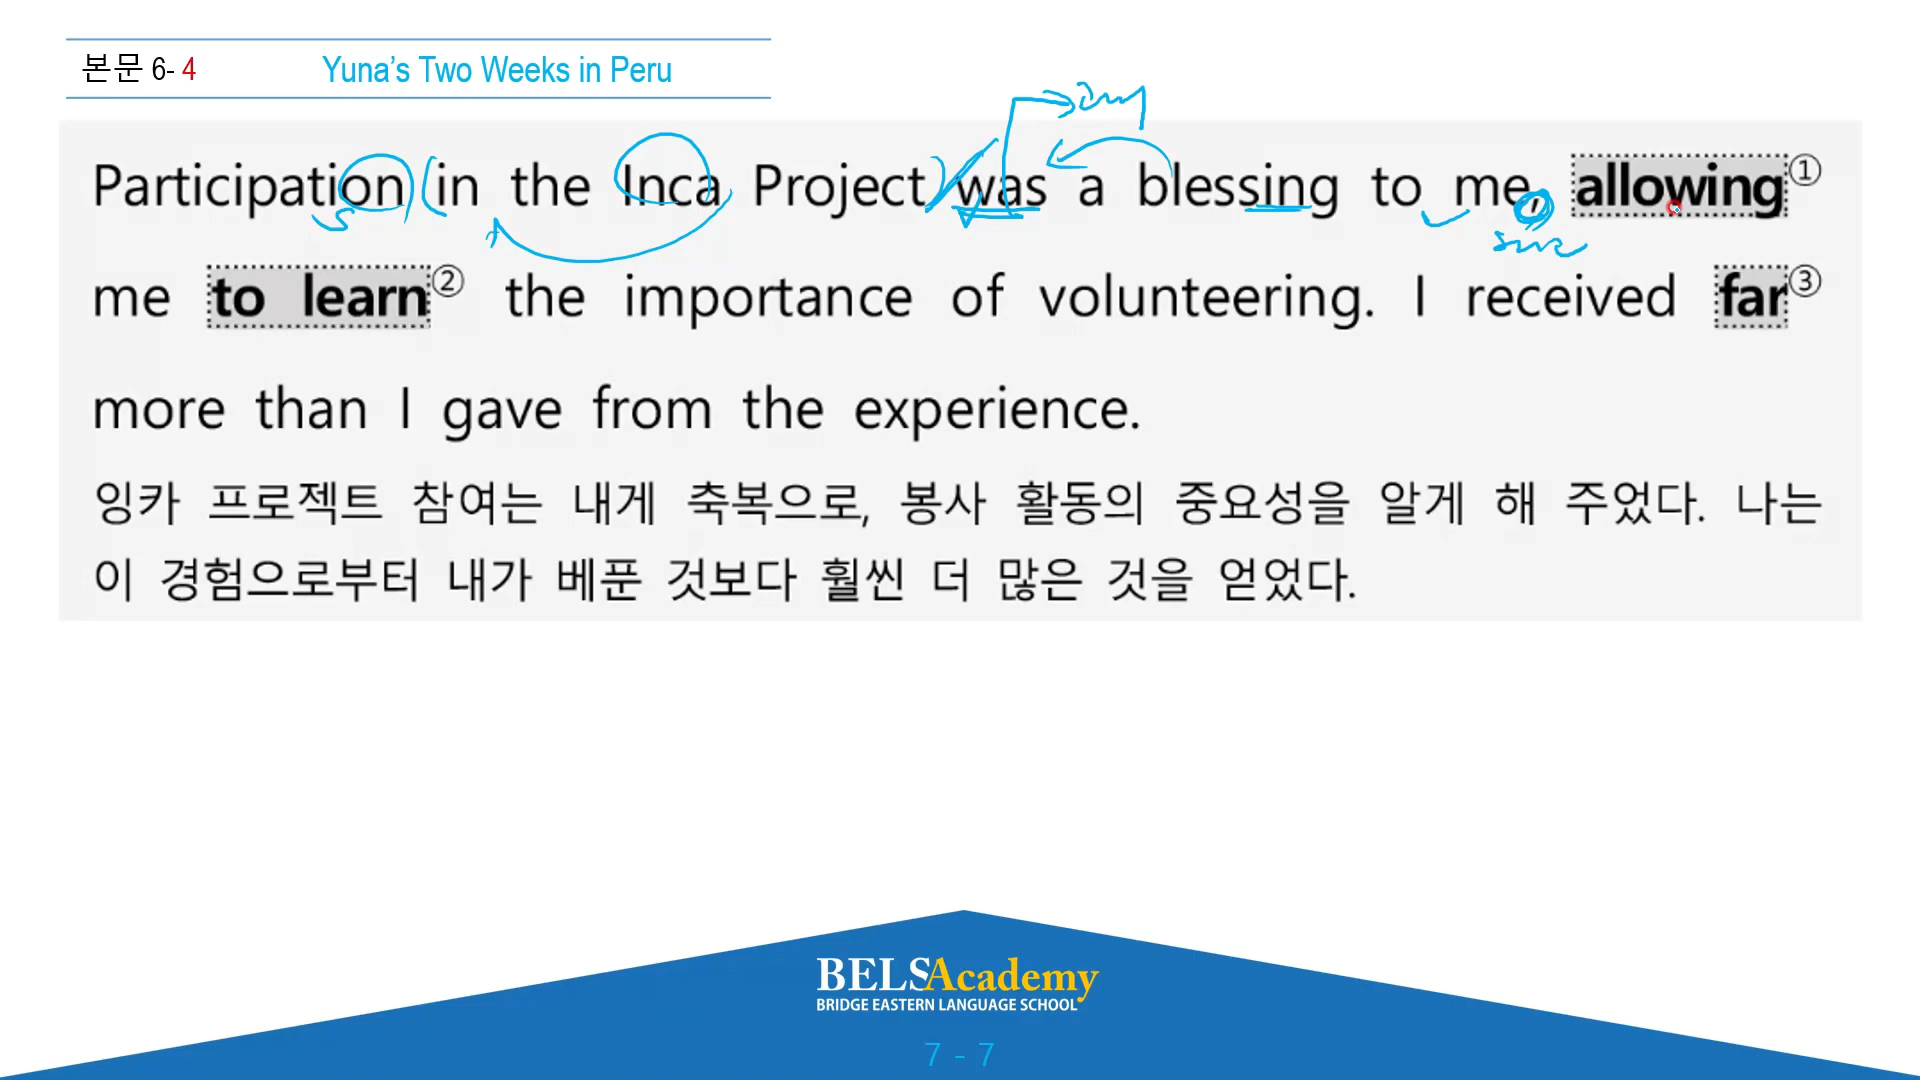 본문 6- 4
Yuna’s Two Weeks in Peru
Participation in the Inca Project was a blessing to me, allowing①
me to learn② the importance of volunteering. I received far③
more than I gave from the experience.
잉카 프로젝트 참여는 내게 축복으로, 봉사 활동의 중요성을 알게 해 주었다. 나는
이 경험으로부터 내가 베푼 것보다 훨씬 더 많은 것을 얻었다.
BELSAcademy
BRIDGE EASTERN LANGUAGE SCHOOL
7 - 7